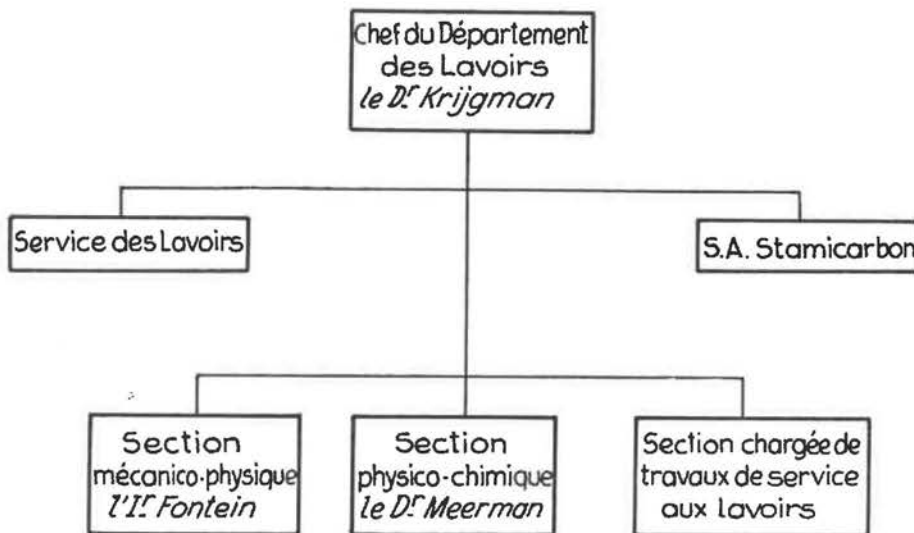 Chef du Département
des Lavoirs
le Dr Krijgman
Service des Lavoirs
S.A. Stamicarbon
Section
mécanico-physique
l'Ir Fontein
Section
physico-chimique
le Dr Meerman
Section chargée de
travaux de service
aux lavoirs